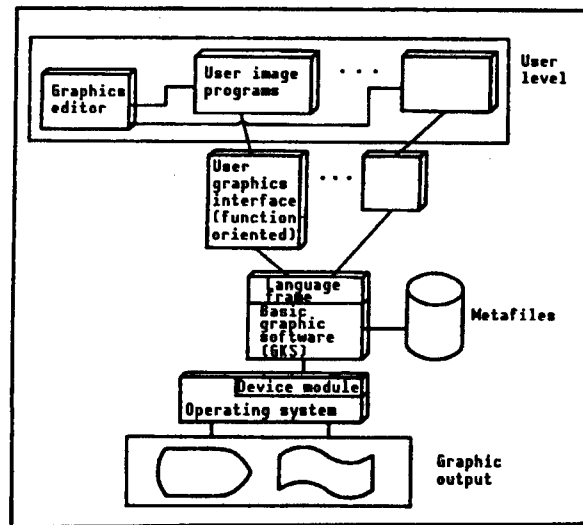 Graphics
editor
User image
programs
. . .
User
level
User
graphics
interface
(function
oriented)
. . .
Language
frame
Basic
graphic
software
(GKS)
Metafiles
Device module
Operating system
Graphic
output